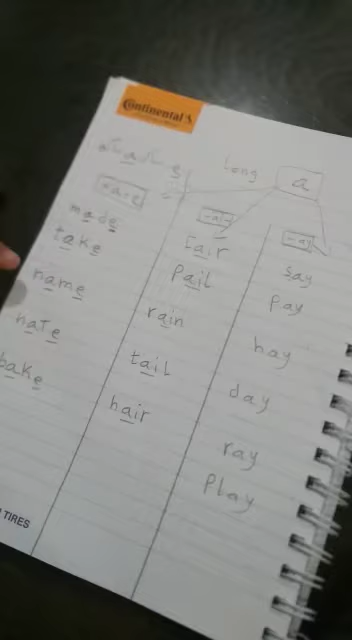 Continental
Long a
a-e
made
take
name
hate
bake
-ai-
fair
pail
rain
tail
hair
-ay
say
pay
hay
day
ray
play
TIRES